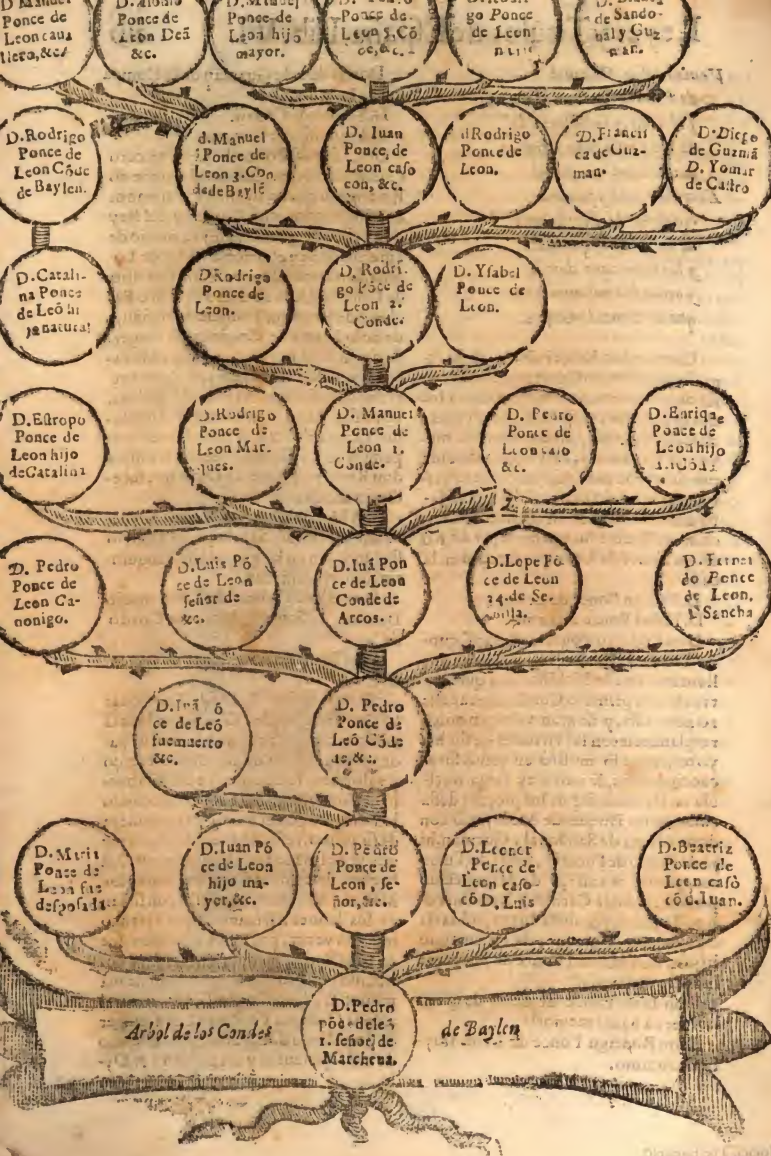 D Manuel
Ponce de
Leon caua
llero, &c.
D. Alonso
Ponce de
Leon Deã
&c.
D. Miguel
Ponce de
Leon hijo
mayor.
Ponce de
Leon
go Ponce
de Leon
de Sando-
ual y Guz
man.
D. Rodrigo
Ponce de
Leon Cõde
de Baylen.
d. Manuel
Ponce de
Leon 3. Con
de de Baylẽ
D. Iuan
Ponce, de
Leon caso
con, &c.
d Rodrigo
Ponce de
Leon.
D. Francis
ca de Guz-
man.
D. Diego
de Guzmã
D. Yomar
de Castro
D. Catali-
na Ponce
de Leõ hi
ja natural
D Rodrigo
Ponce de
Leon.
D. Rodri-
go Põce de
Leon 2.
Conde.
D. Ysabel
Ponce de
Leon.
D. Estropo
Ponce de
Leon hijo
de Catalina
D. Rodrigo
Ponce de
Leon Mar-
ques.
D. Manuel
Ponce de
Leon 1.
Conde.
D. Pedro
Ponce de
Leon caso
&c.
D. Enrique
Ponce de
Leon hijo
D. Pedro
Ponce de
Leon Ca-
nonigo.
D. Luis Põ
ce de Leon
señor de
&c.
D. Iuã Pon
ce de Leon
Conde de
Arcos.
D. Lope Põ
ce de Leon
24. de Se-
uilla.
D. Fernan
do Ponce
de Leon,
Sancha
D. Iuã Põ
ce de Leõ
fue muerto
&c.
D. Pedro
Ponce de
Leõ Cõde
de, &c.
D. Maria
Ponce de
Leon fue
desposada
D. Iuan Põ
ce de Leon
hijo ma-
yor, &c.
D. Pedro
Ponce de
Leon, se-
ñor, &c.
D. Leonor
Ponce de
Leon caso
cõ D. Luis
D. Beatriz
Ponce de
Leon casò
cõ d. Iuan.
D. Pedro
põce de leõ
1. señor de
Marchena.
Arbol de los Condes de Baylen